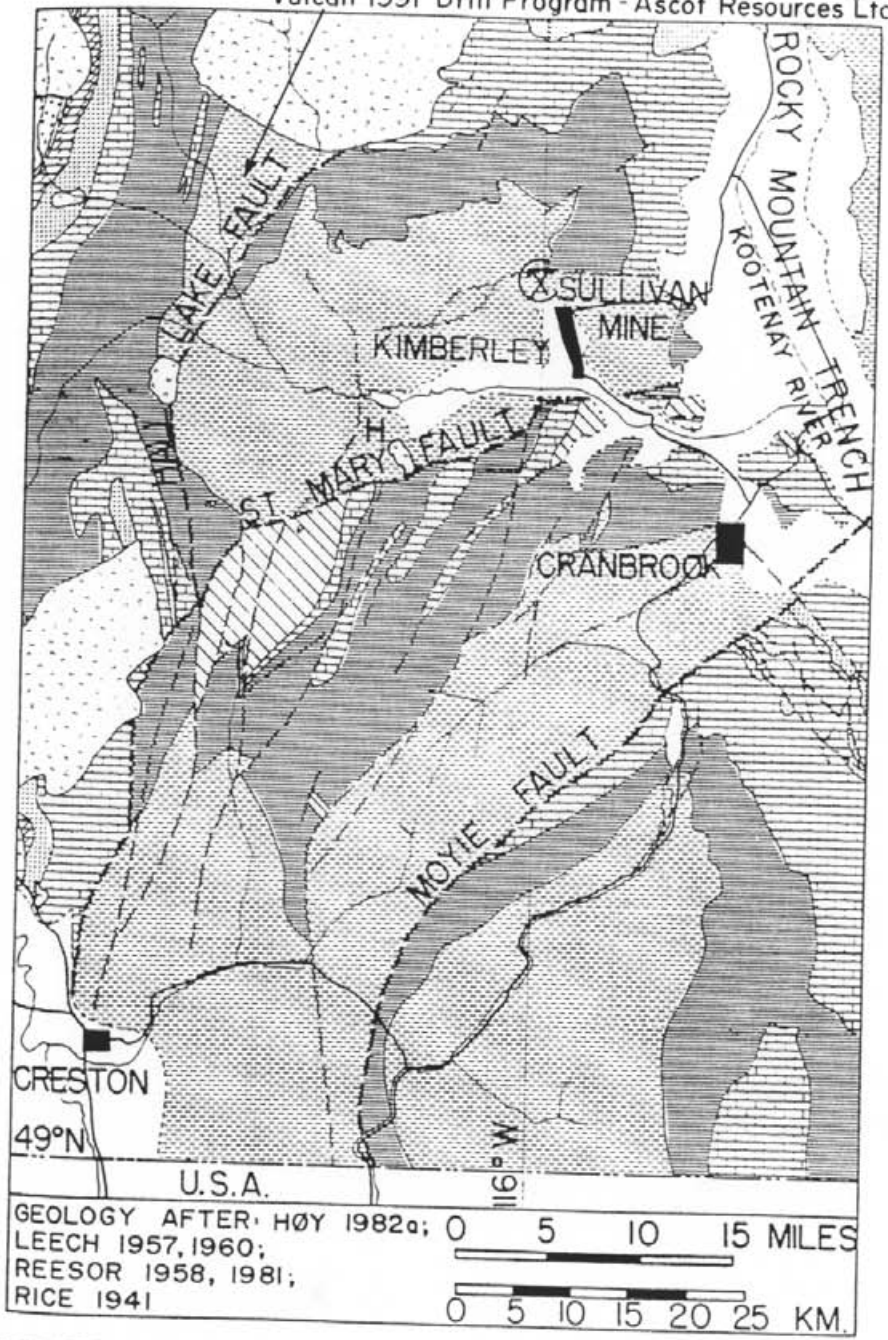 Vulcan 1991 Drill Program - Ascot Resources Ltd
ROCKY MOUNTAIN TRENCH
KOOTENAY RIVER
HALL LAKE FAULT
SULLIVAN
MINE
KIMBERLEY
H
ST. MARY FAULT
CRANBROOK
MOYIE FAULT
CRESTON
49°N
116° W
U.S.A.
GEOLOGY AFTER: HØY 1982a;
LEECH 1957, 1960;
REESOR 1958, 1981;
RICE 1941
0 5 10 15 MILES
0 5 10 15 20 25 KM.